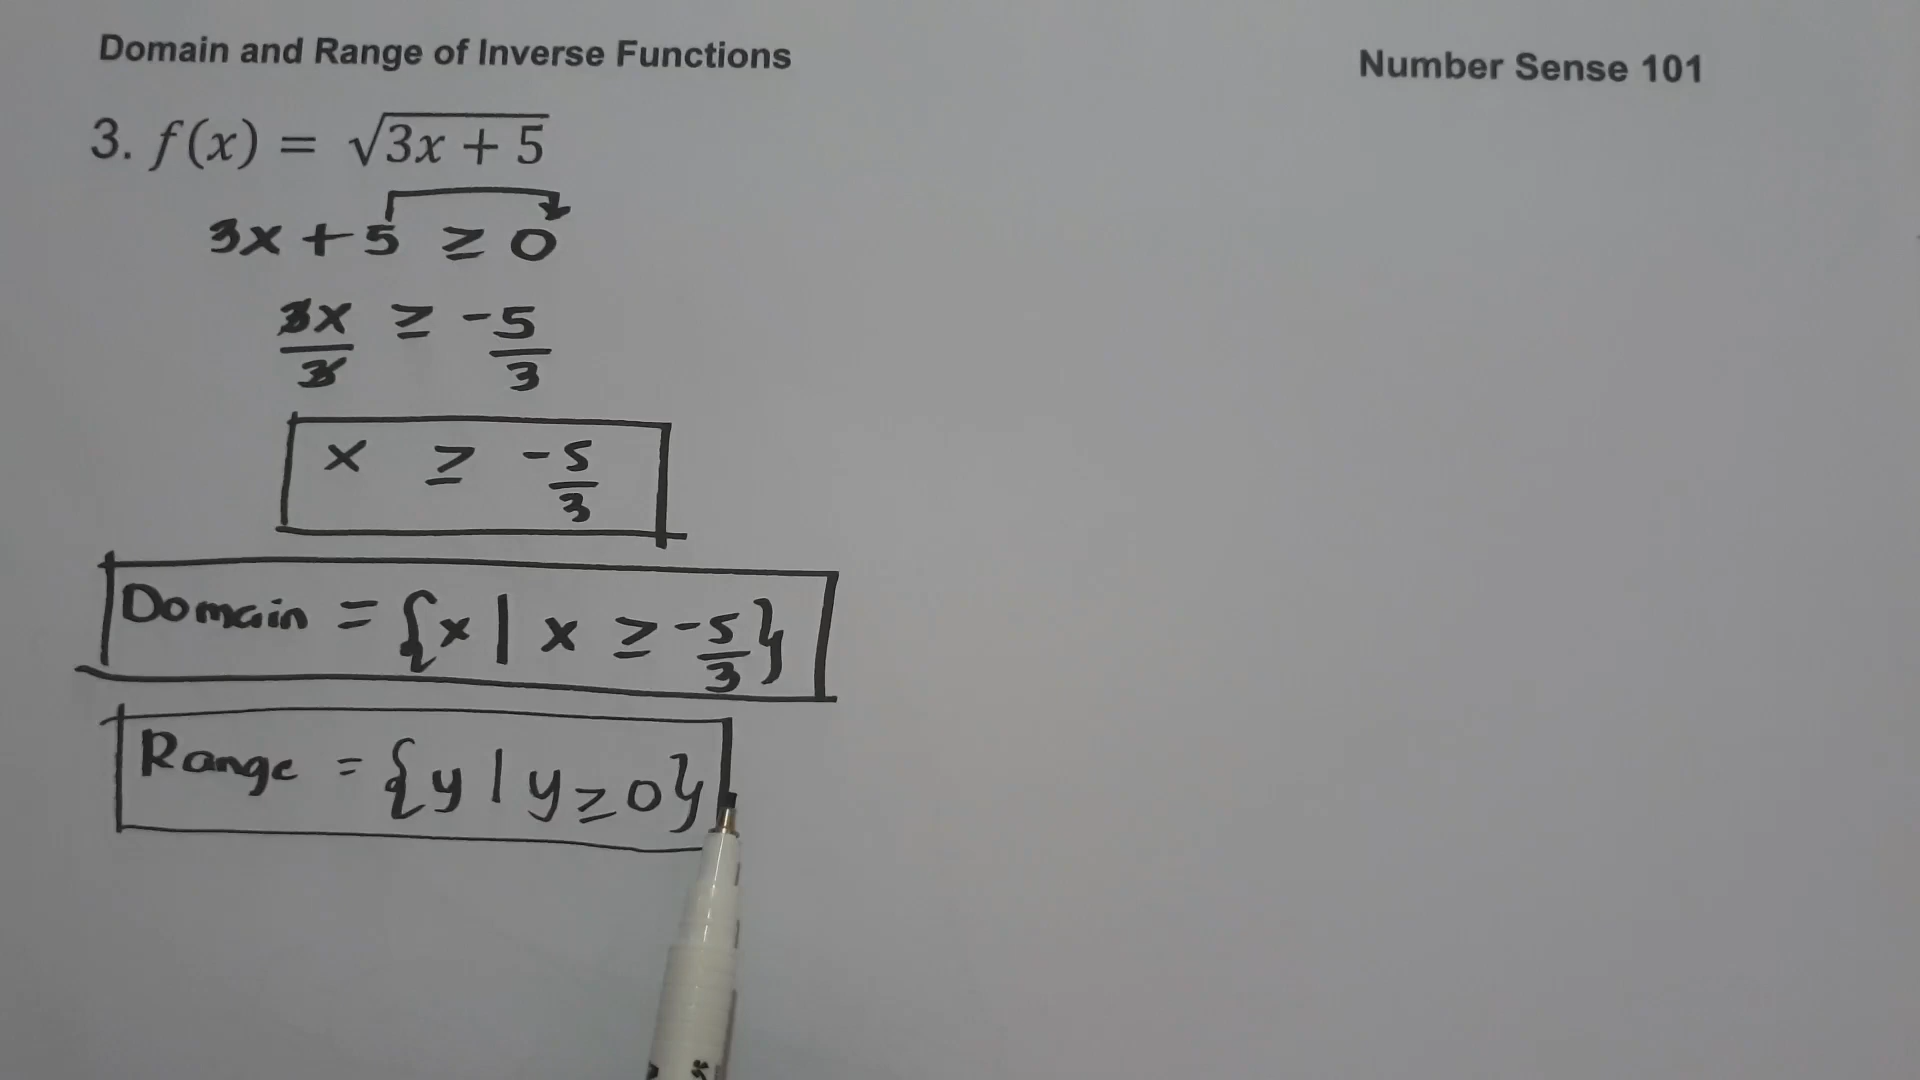 Domain and Range of Inverse Functions
Number Sense 101
3. f(x) = √3x + 5
3x + 5 ≥ 0
3x/3 ≥ -5/3
x ≥ -5/3
Domain = {x | x ≥ -5/3}
Range = {y | y ≥ 0}